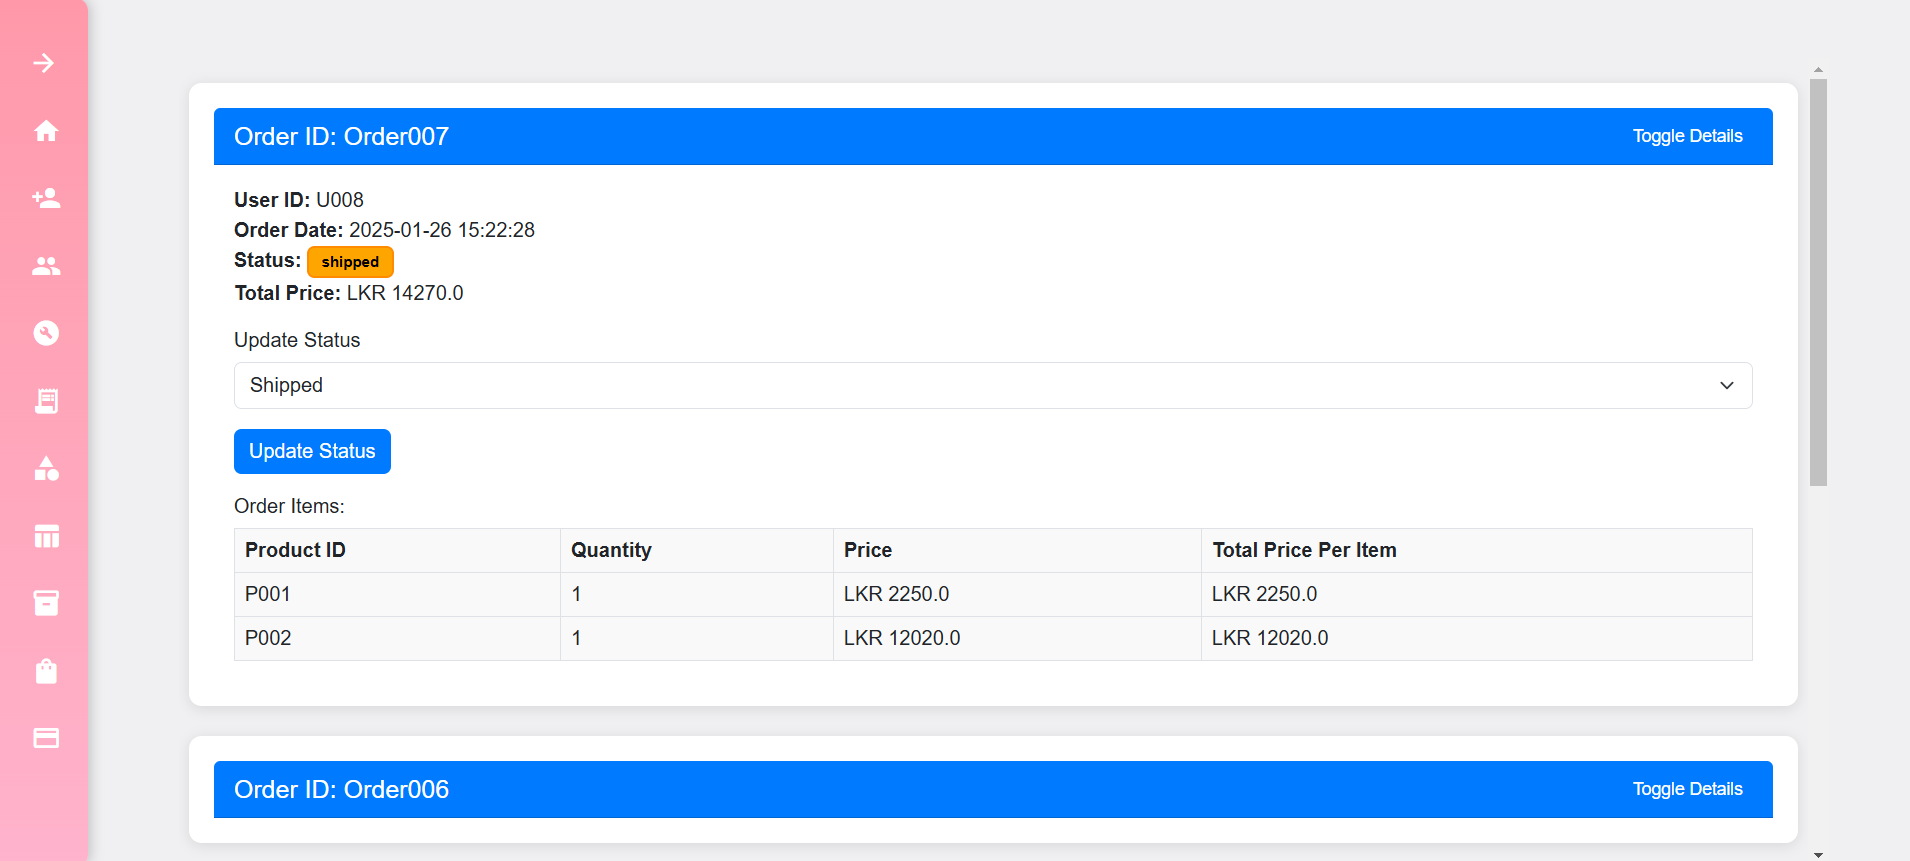 Order ID: Order007 Toggle Details
User ID: U008
Order Date: 2025-01-26 15:22:28
Status: shipped
Total Price: LKR 14270.0
Update Status
Shipped
Update Status
Order Items:
Product ID Quantity Price Total Price Per Item
P001 1 LKR 2250.0 LKR 2250.0
P002 1 LKR 12020.0 LKR 12020.0
Order ID: Order006 Toggle Details